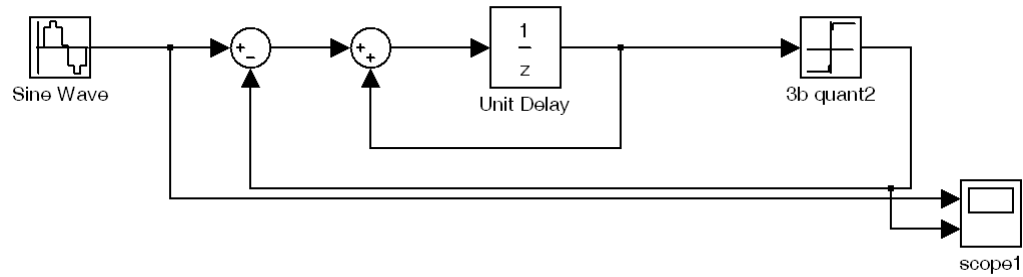 +
−
+
+
1
z
Sine Wave
Unit Delay
3b quant2
scope1